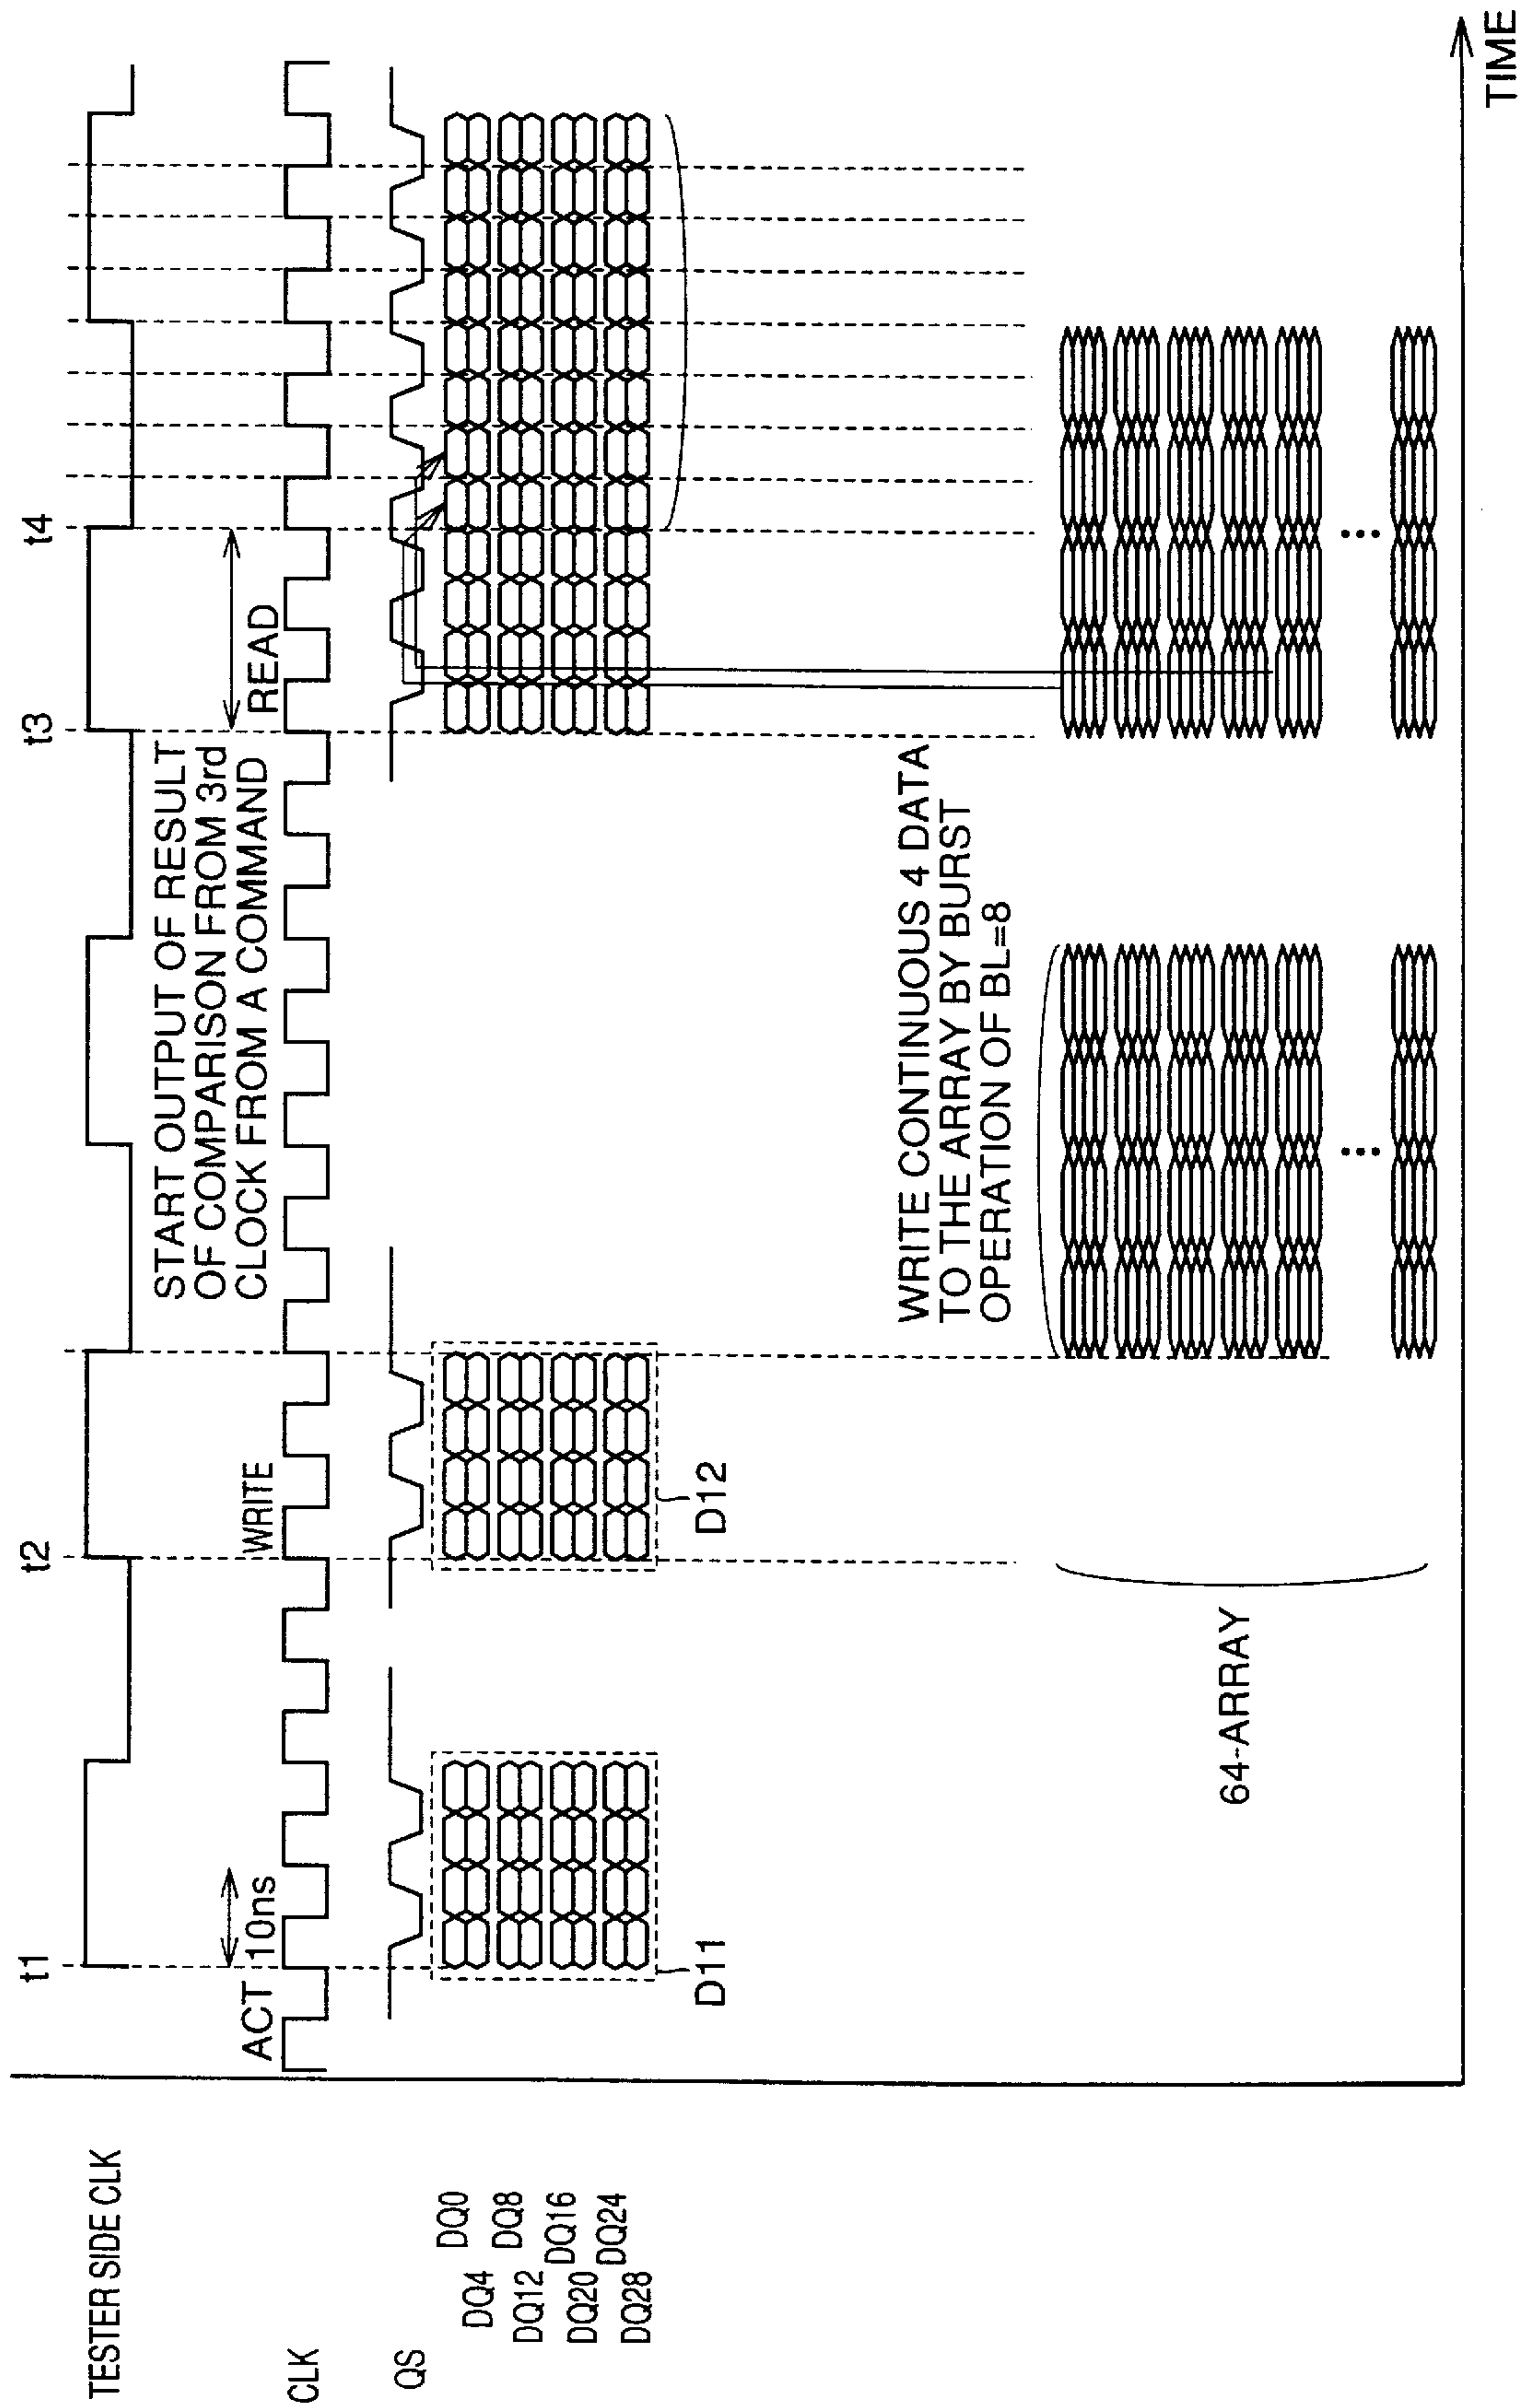 t1
t2
t3
t4
TESTER SIDE CLK
START OUTPUT OF RESULT
OF COMPARISON FROM 3rd
CLOCK FROM A COMMAND
ACT
10ns
WRITE
READ
CLK
QS
DQ0
DQ4
DQ8
DQ12
DQ16
DQ20
DQ24
DQ28
D11
D12
WRITE CONTINUOUS 4 DATA
TO THE ARRAY BY BURST
OPERATION OF BL=8
64-ARRAY
TIME